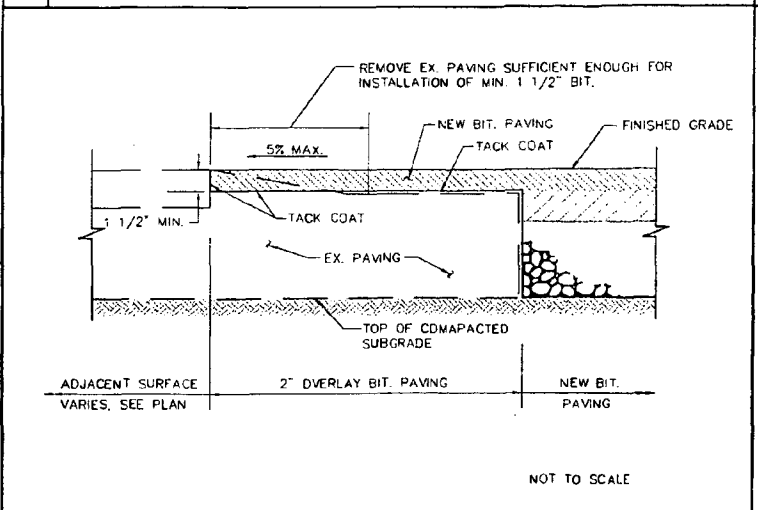 REMOVE EX. PAVING SUFFICIENT ENOUGH FOR
INSTALLATION OF MIN. 1 1/2" BIT.
NEW BIT. PAVING
FINISHED GRADE
5% MAX.
TACK COAT
1 1/2" MIN.
TACK COAT
EX. PAVING
TOP OF CDMAPACTED
SUBGRADE
ADJACENT SURFACE
VARIES, SEE PLAN
2" DVERLAY BIT. PAVING
NEW BIT.
PAVING
NOT TO SCALE